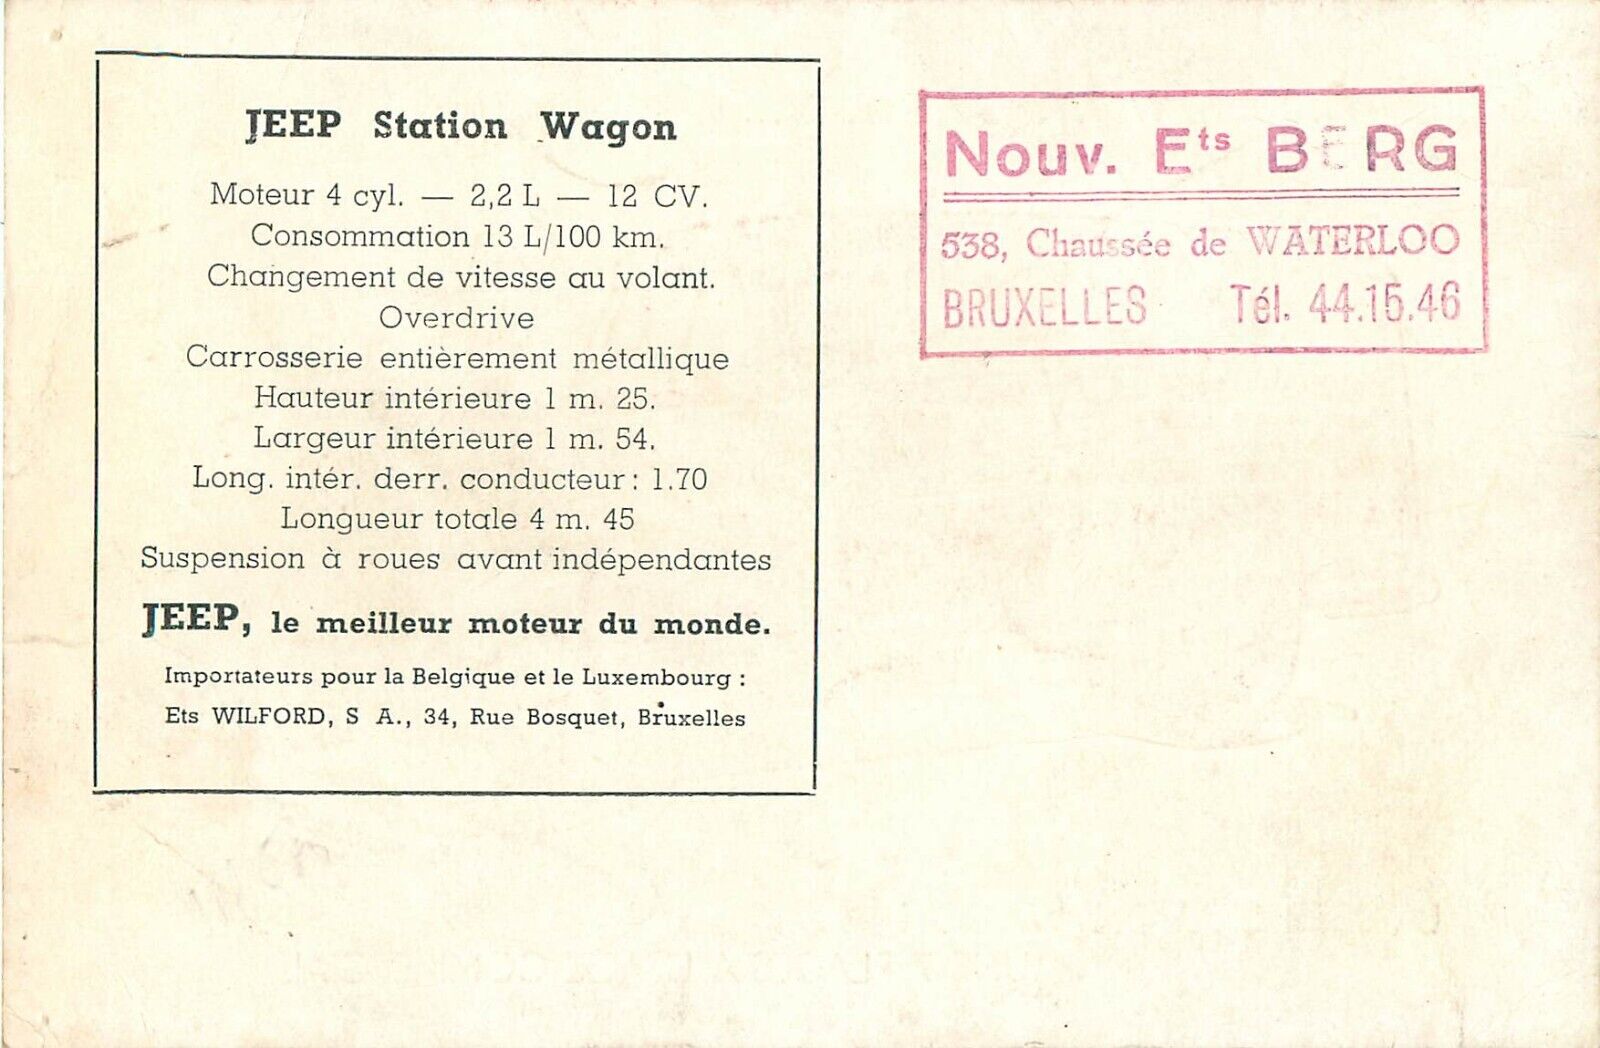 JEEP Station Wagon
Moteur 4 cyl. — 2,2 L — 12 CV.
Consommation 13 L/100 km.
Changement de vitesse au volant.
Overdrive
Carrosserie entièrement métallique
Hauteur intérieure 1 m. 25.
Largeur intérieure 1 m. 54.
Long. intér. derr. conducteur : 1.70
Longueur totale 4 m. 45
Suspension à roues avant indépendantes
JEEP, le meilleur moteur du monde.
Importateurs pour la Belgique et le Luxembourg :
Ets WILFORD, S A., 34, Rue Bosquet, Bruxelles
Nouv. Ets BERG
538, Chaussée de WATERLOO
BRUXELLES Tél. 44.15.46